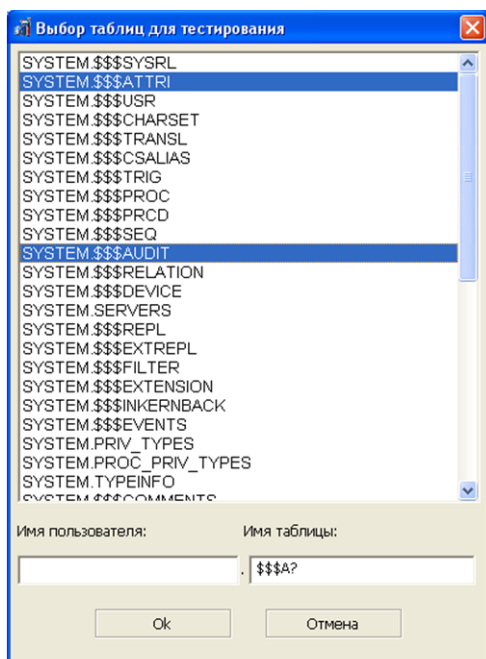 Выбор таблиц для тестирования
SYSTEM.$$$SYSRL
SYSTEM.$$$ATTRI
SYSTEM.$$$USR
SYSTEM.$$$CHARSET
SYSTEM.$$$TRANSL
SYSTEM.$$$CSALIAS
SYSTEM.$$$TRIG
SYSTEM.$$$PROC
SYSTEM.$$$PRCD
SYSTEM.$$$SEQ
SYSTEM.$$$AUDIT
SYSTEM.$$$RELATION
SYSTEM.$$$DEVICE
SYSTEM.SERVERS
SYSTEM.$$$REPL
SYSTEM.$$$EXTREPL
SYSTEM.$$$FILTER
SYSTEM.$$$EXTENSION
SYSTEM.$$$INKERNBACK
SYSTEM.$$$EVENTS
SYSTEM.PRIV_TYPES
SYSTEM.PROC_PRIV_TYPES
SYSTEM.TYPEINFO
SYSTEM.$$$COMMENTS
Имя пользователя: Имя таблицы:
. $$$A?
Ok Отмена